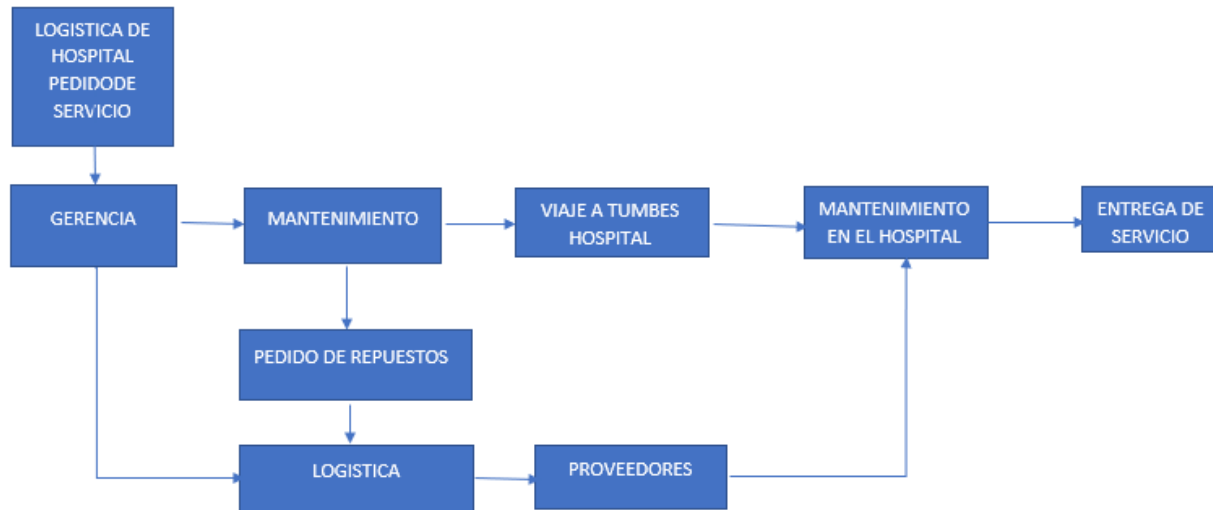 LOGISTICA DE
HOSPITAL
PEDIDODE
SERVICIO
GERENCIA
MANTENIMIENTO
VIAJE A TUMBES
HOSPITAL
MANTENIMIENTO
EN EL HOSPITAL
ENTREGA DE
SERVICIO
PEDIDO DE REPUESTOS
LOGISTICA
PROVEEDORES